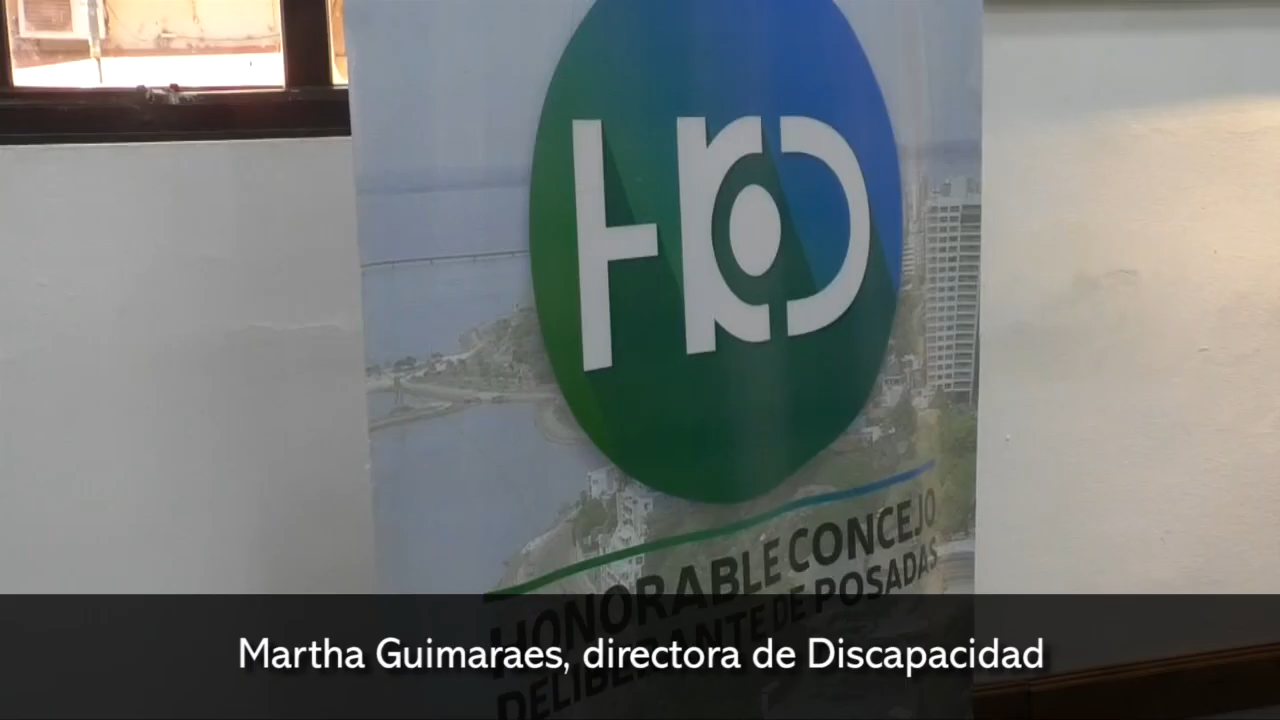 HCD
HONORABLE CONCEJO
DELIBERANTE DE POSADAS
Martha Guimaraes, directora de Discapacidad